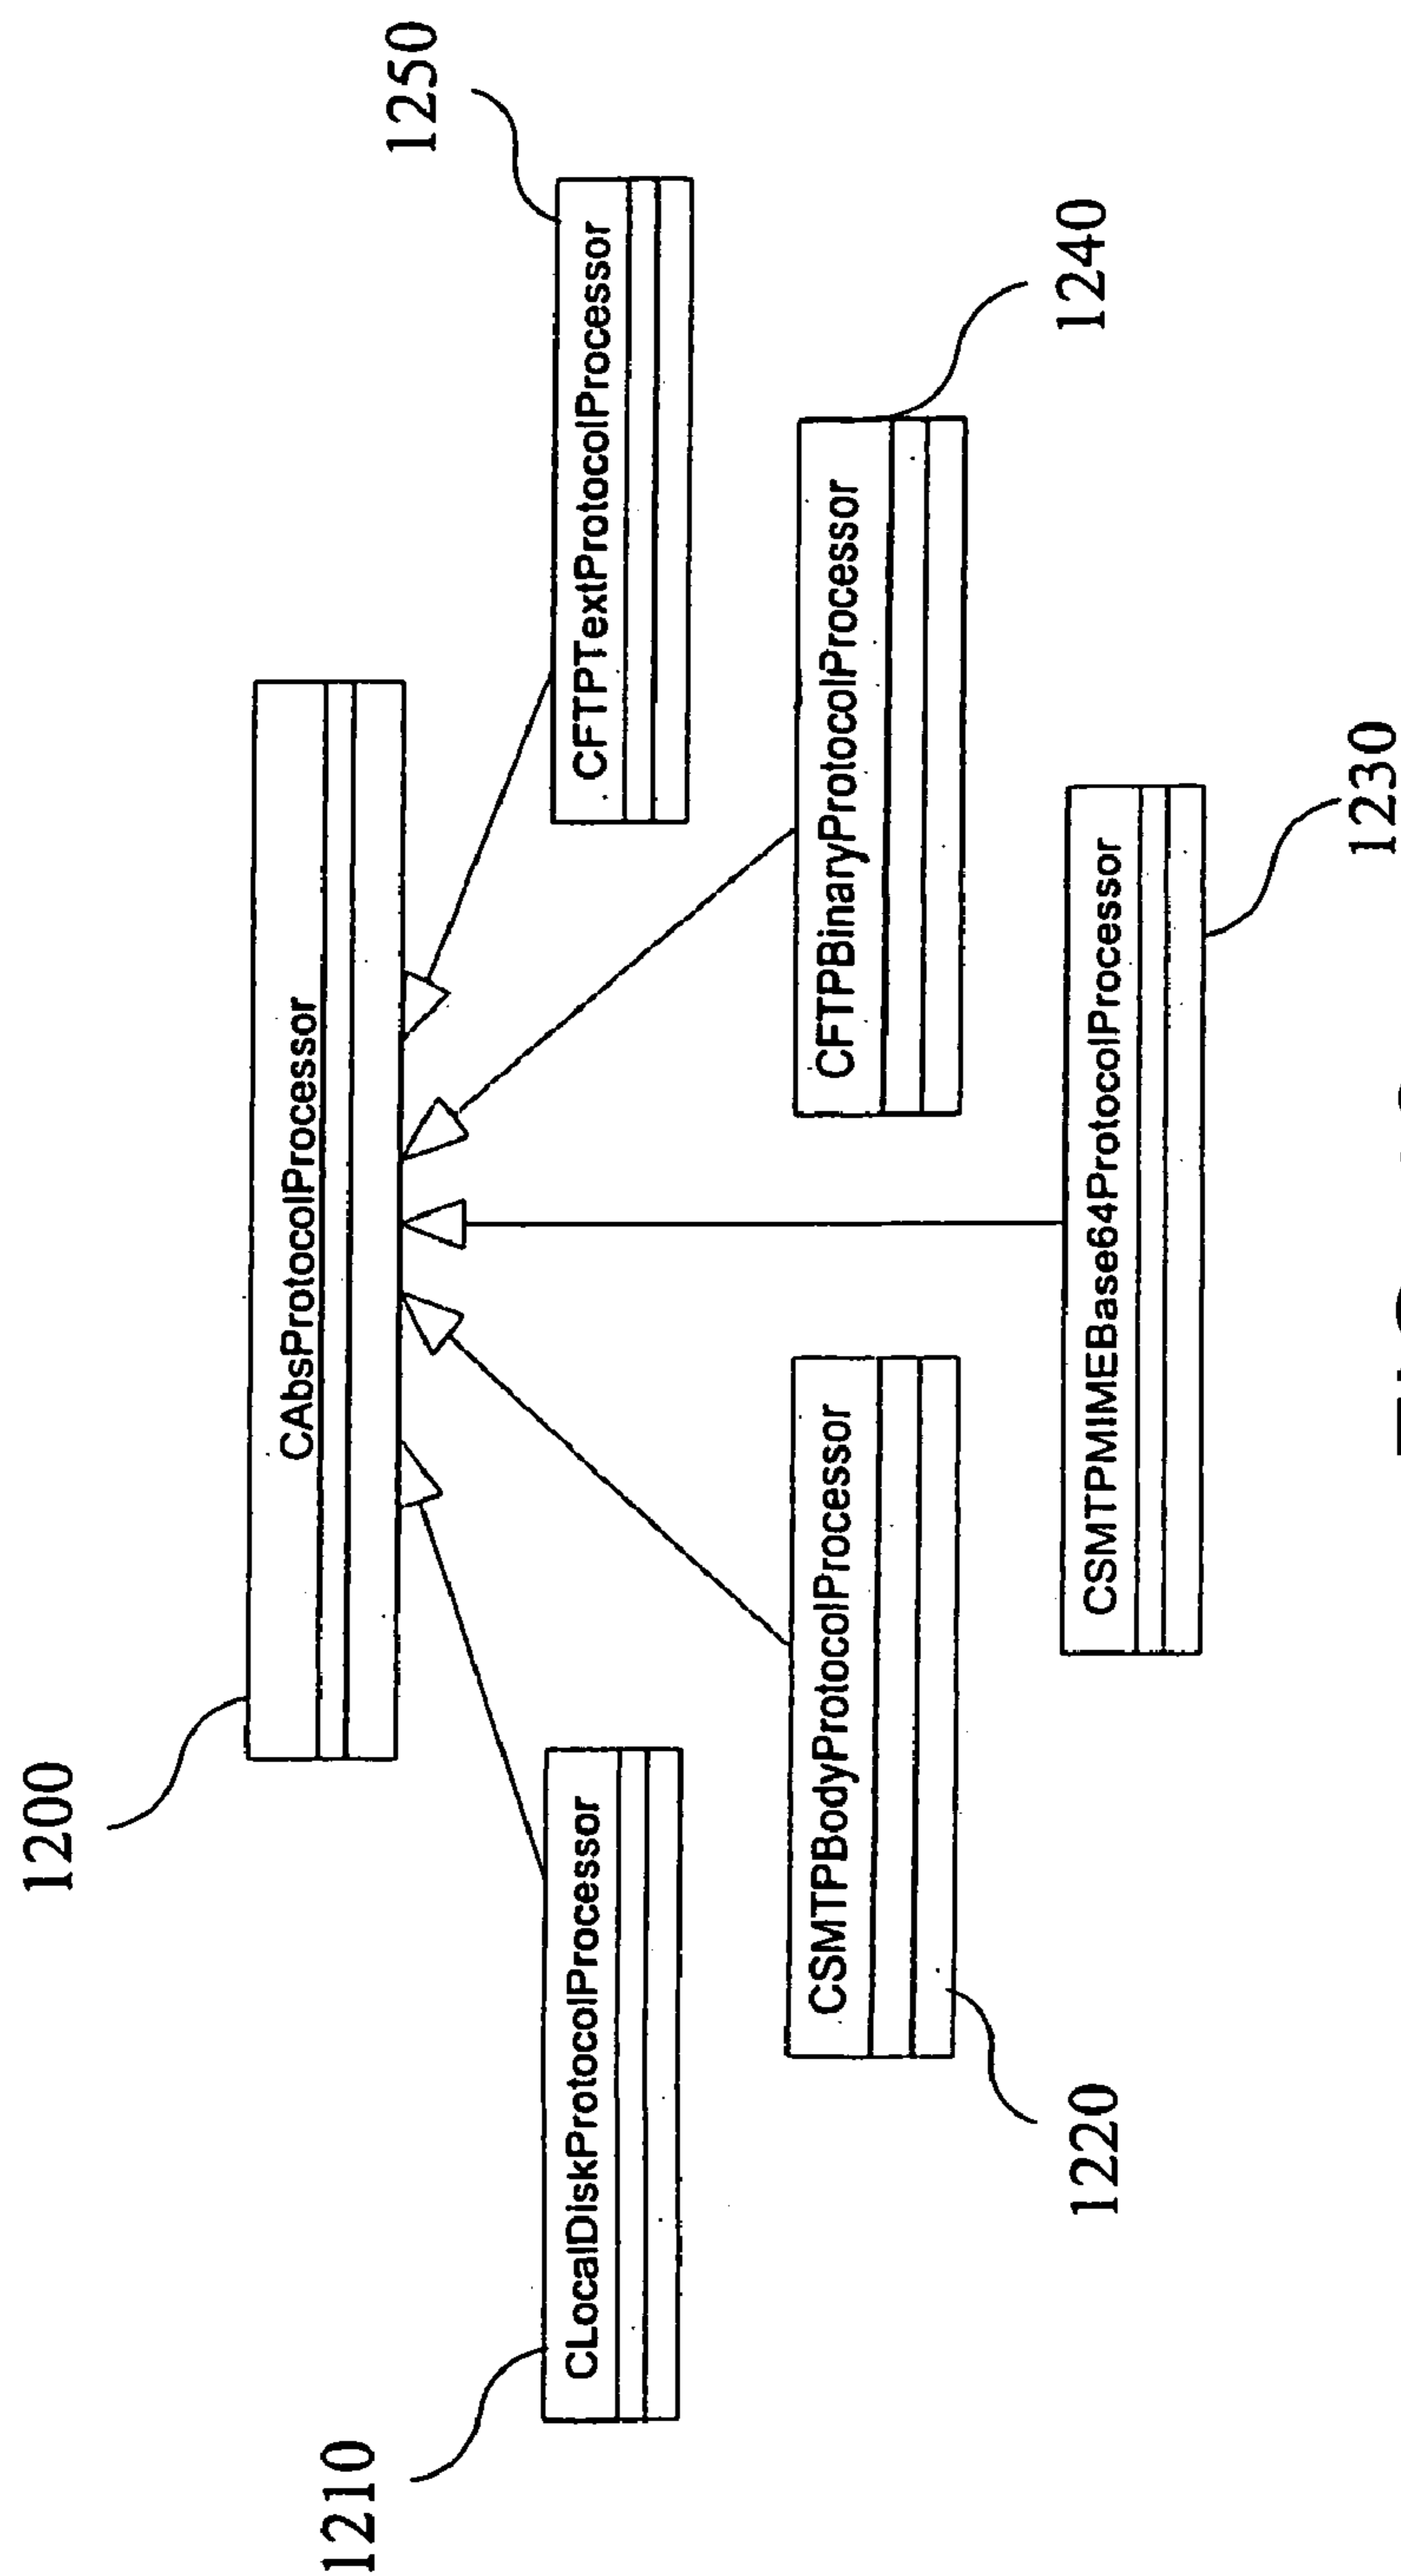 1200
CAbsProtocolProcessor
1210
CLocalDiskProtocolProcessor
CFTPTextProtocolProcessor
1250
CSMTPBodyProtocolProcessor
1220
CFTPBinaryProtocolProcessor
1240
CSMTPMIMEBase64ProtocolProcessor
1230